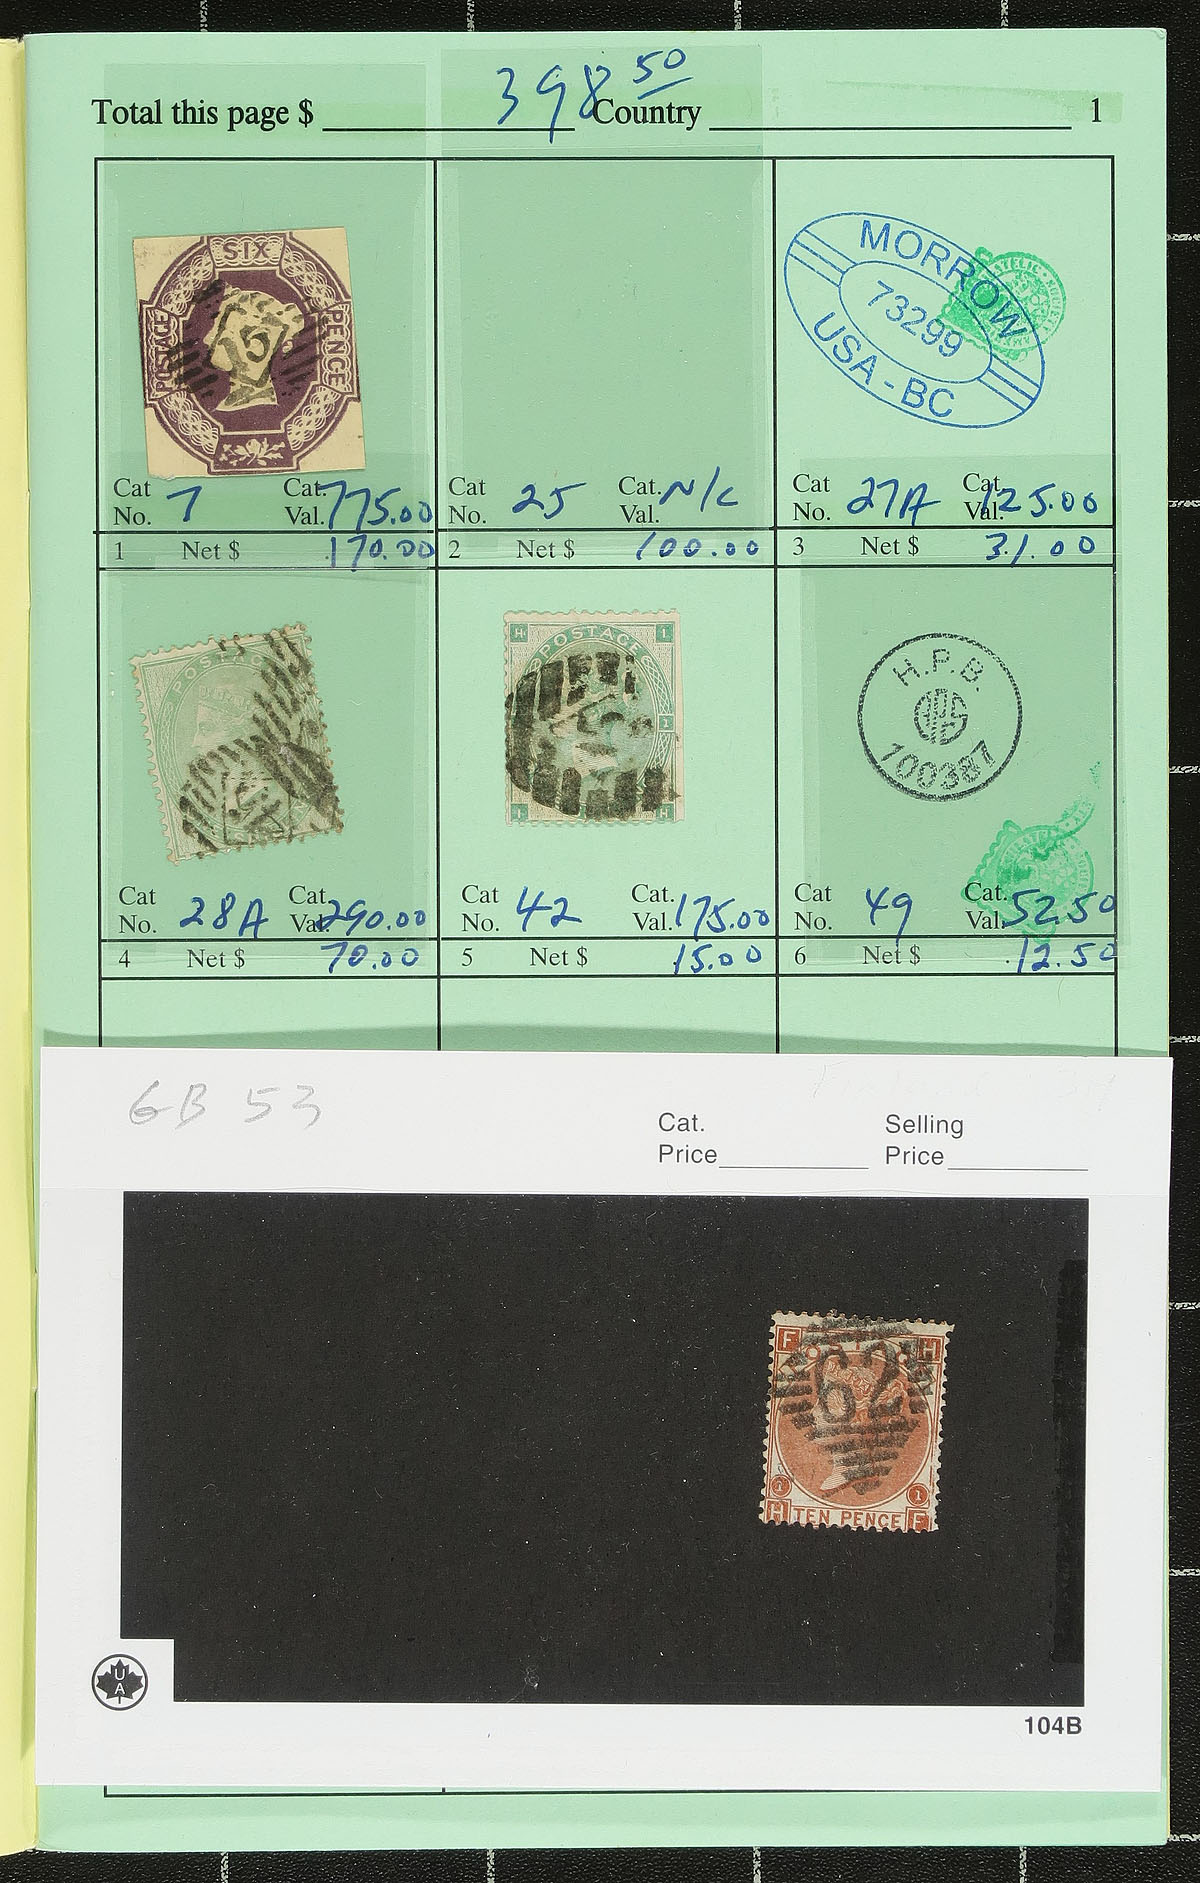 398 50
Total this page $ Country 1
SIX
POSTAGE
PENCE
15
MORROW
73299
USA-BC
Cat No. 7 Cat. Val. 775.00
1 Net $ 170.00
Cat No. 25 Cat. Val. N/C
2 Net $ 100.00
Cat No. 27A Cat. Val. 125.00
3 Net $ 31.00
POSTAG
H POSTAGE I
I H
H.P.B.
100387
Cat No. 28A Cat. Val. 290.00
4 Net $ 70.00
Cat No. 42 Cat. Val. 175.00
5 Net $ 15.00
Cat No. 49 Cat. Val. 52.50
6 Net $ 12.50
GB 53
Cat. Price Selling Price
F H
62
1 1
H TEN PENCE F
UA
104B